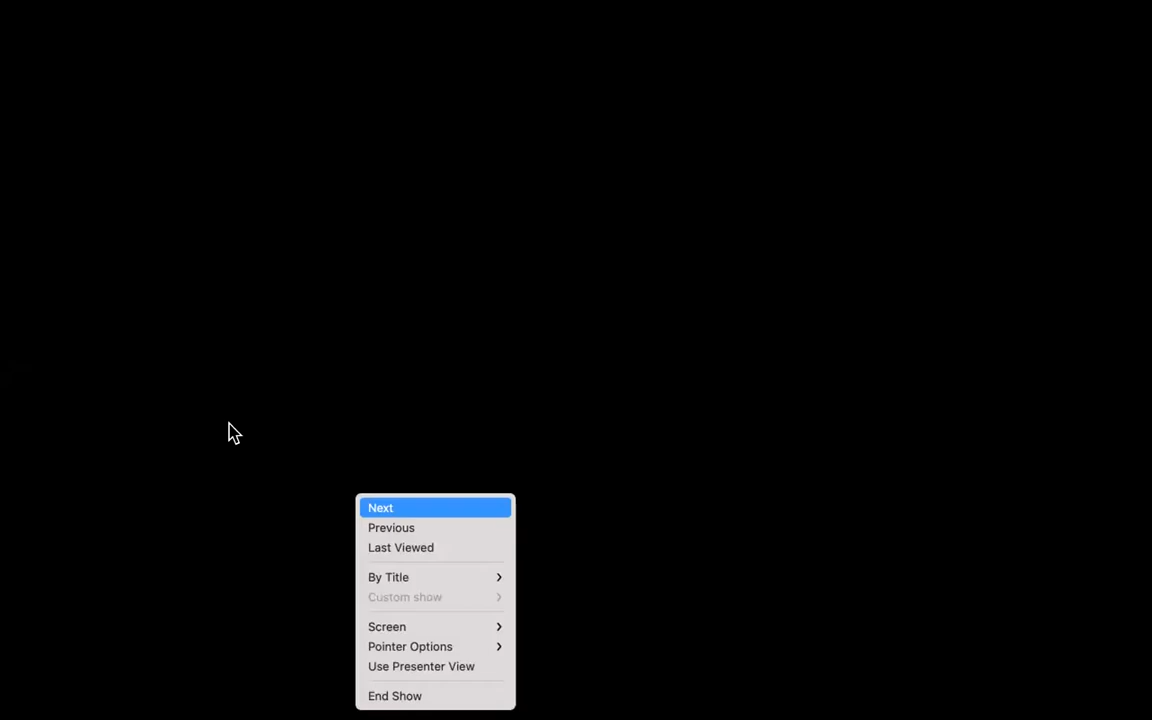 Next
Previous
Last Viewed
By Title
Custom show
Screen
Pointer Options
Use Presenter View
End Show